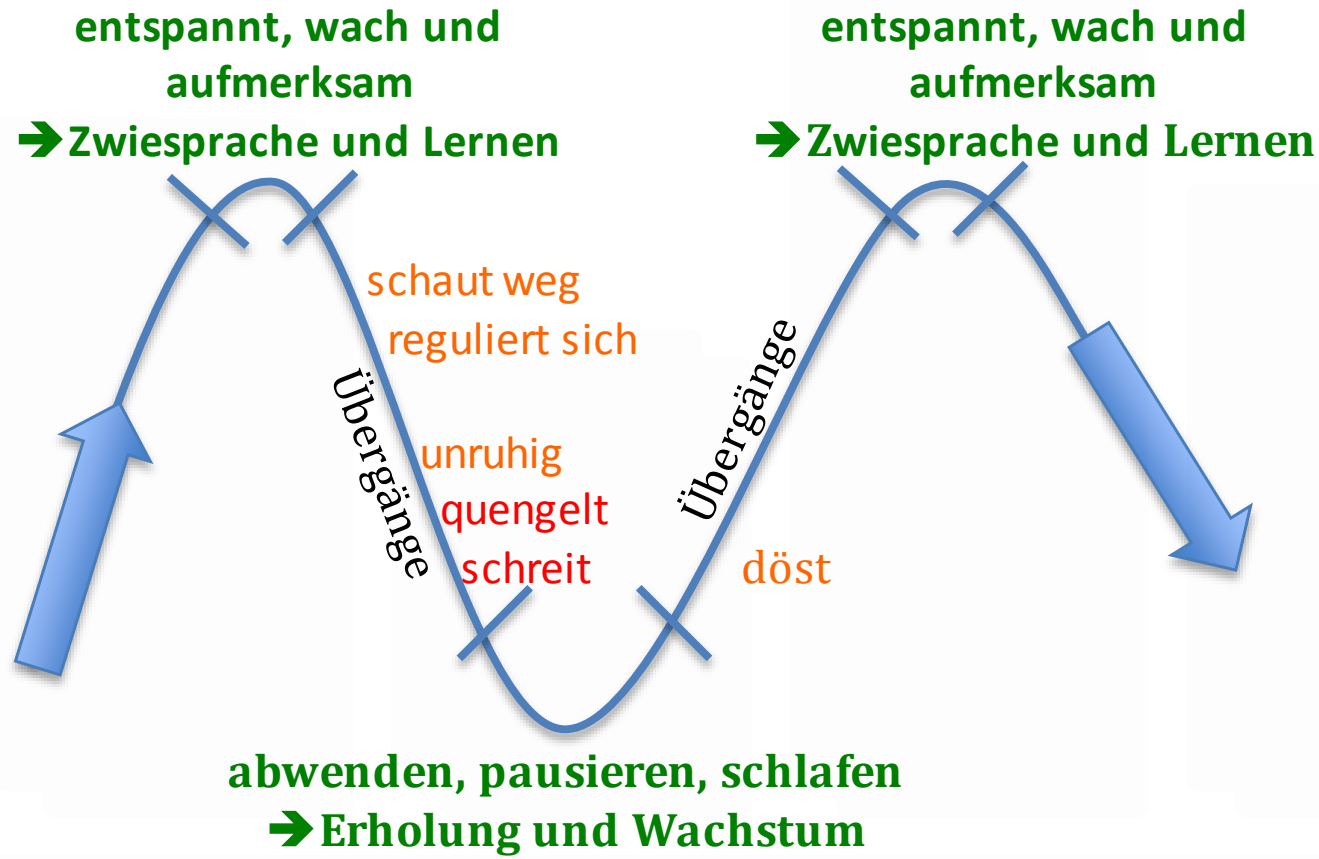 entspannt, wach und
aufmerksam
➔Zwiesprache und Lernen
entspannt, wach und
aufmerksam
➔Zwiesprache und Lernen
schaut weg
reguliert sich
Übergänge
unruhig
quengelt
schreit
Übergänge
döst
abwenden, pausieren, schlafen
➔Erholung und Wachstum